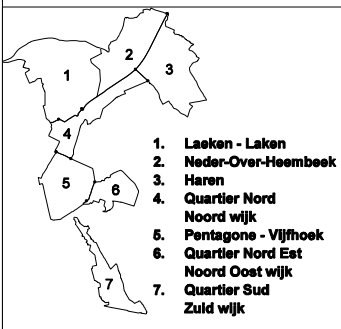 1
2
3
4
5
6
7
1. Laeken - Laken
2. Neder-Over-Heembeek
3. Haren
4. Quartier Nord
Noord wijk
5. Pentagone - Vijfhoek
6. Quartier Nord Est
Noord Oost wijk
7. Quartier Sud
Zuid wijk